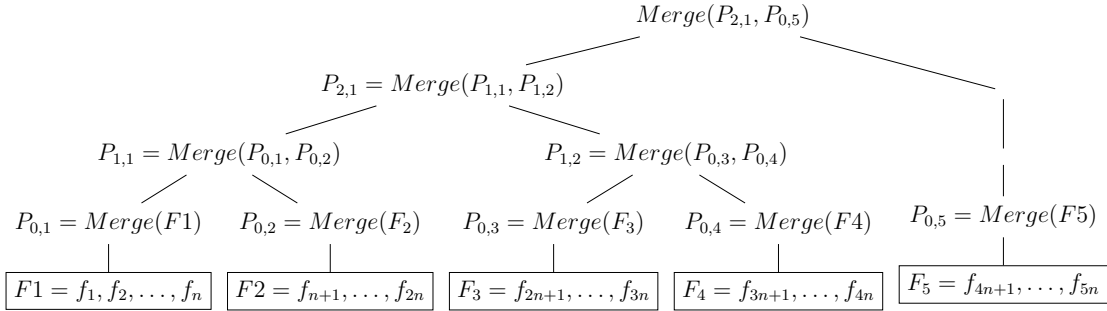 Merge(P_{2,1}, P_{0,5})
P_{2,1} = Merge(P_{1,1}, P_{1,2})
P_{1,1} = Merge(P_{0,1}, P_{0,2})
P_{1,2} = Merge(P_{0,3}, P_{0,4})
P_{0,1} = Merge(F1)
P_{0,2} = Merge(F_2)
P_{0,3} = Merge(F_3)
P_{0,4} = Merge(F4)
P_{0,5} = Merge(F5)
F1 = f_1, f_2, …, f_n
F2 = f_{n+1}, …, f_{2n}
F_3 = f_{2n+1}, …, f_{3n}
F_4 = f_{3n+1}, …, f_{4n}
F_5 = f_{4n+1}, …, f_{5n}